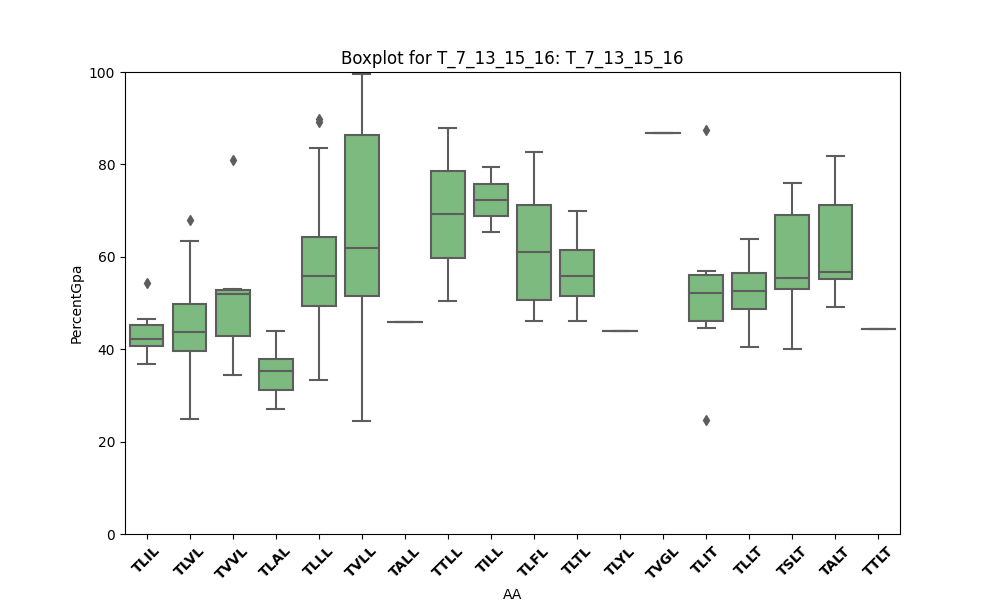 Boxplot for T_7_13_15_16: T_7_13_15_16
100
80
60
40
20
0
PercentGpa
TLIL TLVL TVVL TLAL TLLL TVLL TALL TTLL TILL TLFL TLTL TLYL TVGL TLIT TLLT TSLT TALT TTLT
AA